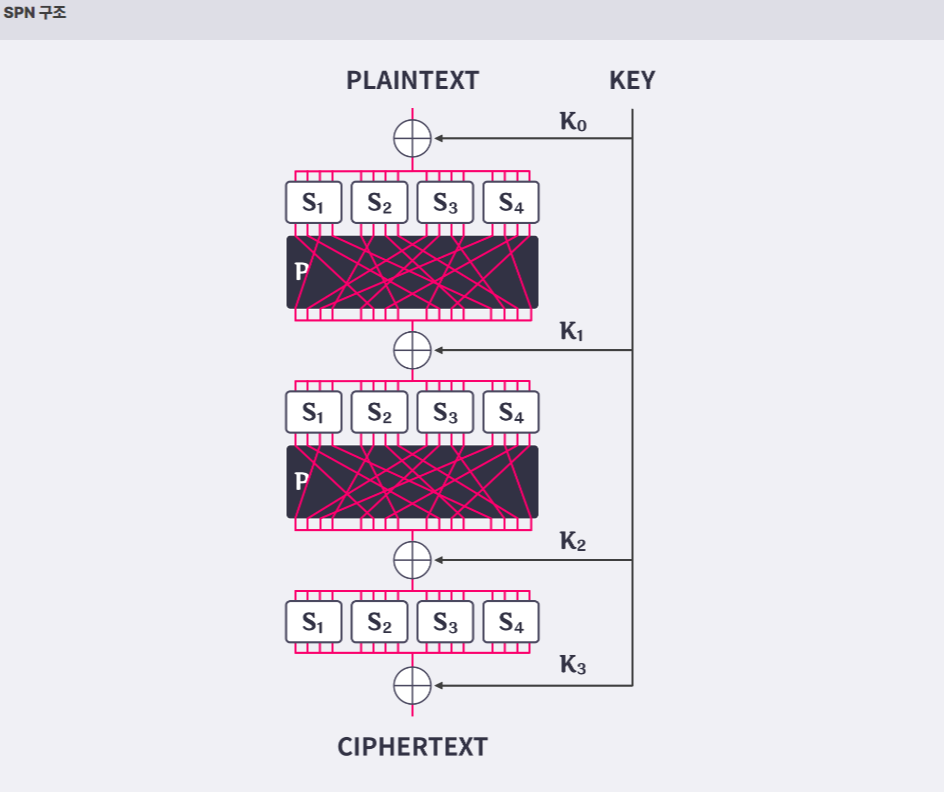 SPN 구조
PLAINTEXT KEY
K₀
S₁ S₂ S₃ S₄
P
K₁
S₁ S₂ S₃ S₄
P
K₂
S₁ S₂ S₃ S₄
K₃
CIPHERTEXT